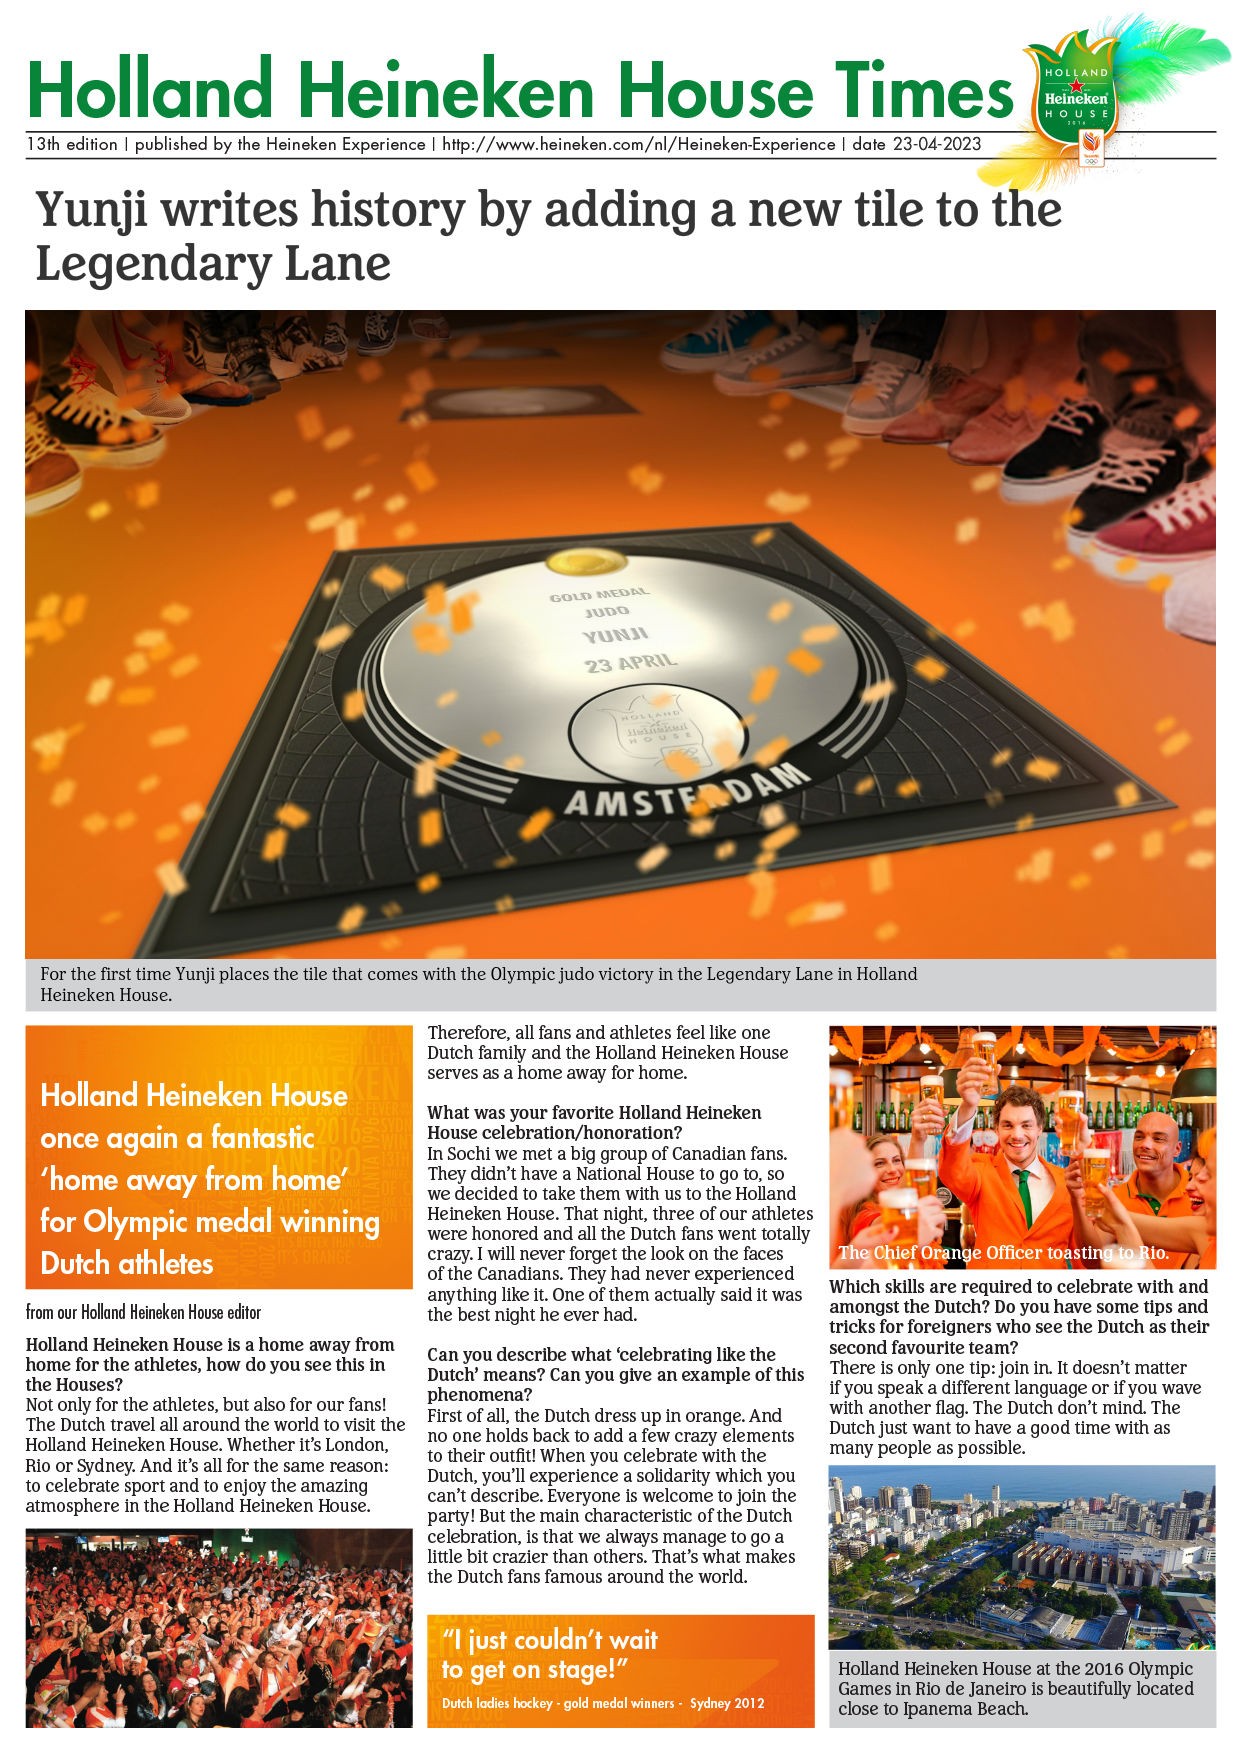 Holland Heineken House Times
HOLLAND
Heineken
HOUSE
2016
13th edition | published by the Heineken Experience | http://www.heineken.com/nl/Heineken-Experience | date 23-04-2023
Yunji writes history by adding a new tile to the
Legendary Lane
GOLD MEDAL
JUDO
YUNJI
23 APRIL
HOLLAND
Heineken
HOUSE
AMSTERDAM
For the first time Yunji places the tile that comes with the Olympic judo victory in the Legendary Lane in Holland
Heineken House.
Holland Heineken House
once again a fantastic
‘home away from home’
for Olympic medal winning
Dutch athletes
from our Holland Heineken House editor
Holland Heineken House is a home away from
home for the athletes, how do you see this in
the Houses?
Not only for the athletes, but also for our fans!
The Dutch travel all around the world to visit the
Holland Heineken House. Whether it’s London,
Rio or Sydney. And it’s all for the same reason:
to celebrate sport and to enjoy the amazing
atmosphere in the Holland Heineken House.
Therefore, all fans and athletes feel like one
Dutch family and the Holland Heineken House
serves as a home away for home.
What was your favorite Holland Heineken
House celebration/honoration?
In Sochi we met a big group of Canadian fans.
They didn’t have a National House to go to, so
we decided to take them with us to the Holland
Heineken House. That night, three of our athletes
were honored and all the Dutch fans went totally
crazy. I will never forget the look on the faces
of the Canadians. They had never experienced
anything like it. One of them actually said it was
the best night he ever had.
Can you describe what ‘celebrating like the
Dutch’ means? Can you give an example of this
phenomena?
First of all, the Dutch dress up in orange. And
no one holds back to add a few crazy elements
to their outfit! When you celebrate with the
Dutch, you’ll experience a solidarity which you
can’t describe. Everyone is welcome to join the
party! But the main characteristic of the Dutch
celebration, is that we always manage to go a
little bit crazier than others. That’s what makes
the Dutch fans famous around the world.
“I just couldn’t wait
to get on stage!”
Dutch ladies hockey - gold medal winners - Sydney 2012
The Chief Orange Officer toasting to Rio.
Which skills are required to celebrate with and
amongst the Dutch? Do you have some tips and
tricks for foreigners who see the Dutch as their
second favourite team?
There is only one tip: join in. It doesn’t matter
if you speak a different language or if you wave
with another flag. The Dutch don’t mind. The
Dutch just want to have a good time with as
many people as possible.
Holland Heineken House at the 2016 Olympic
Games in Rio de Janeiro is beautifully located
close to Ipanema Beach.